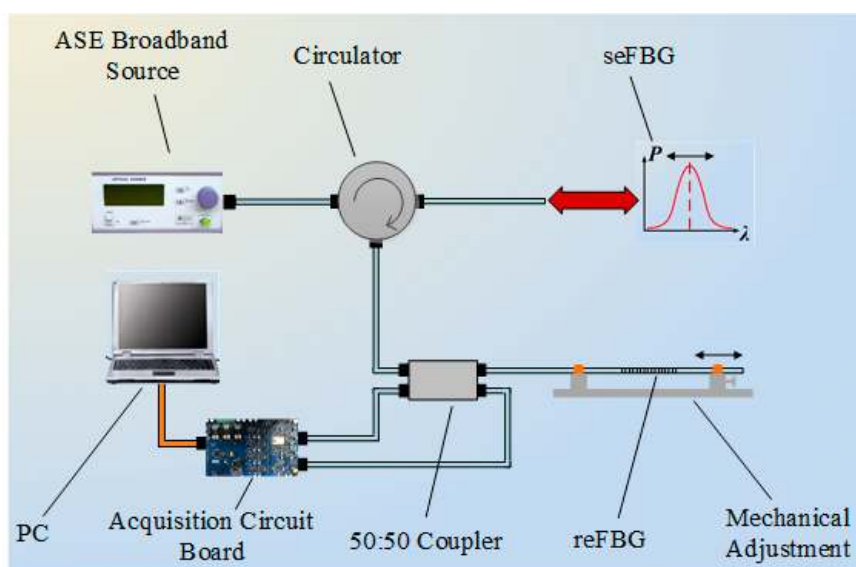 ASE Broadband
Source
Circulator
seFBG
P
λ
PC
Acquisition Circuit
Board
50:50 Coupler
reFBG
Mechanical
Adjustment